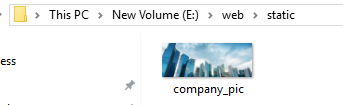 This PC > New Volume (E:) > web > static
ess
company_pic